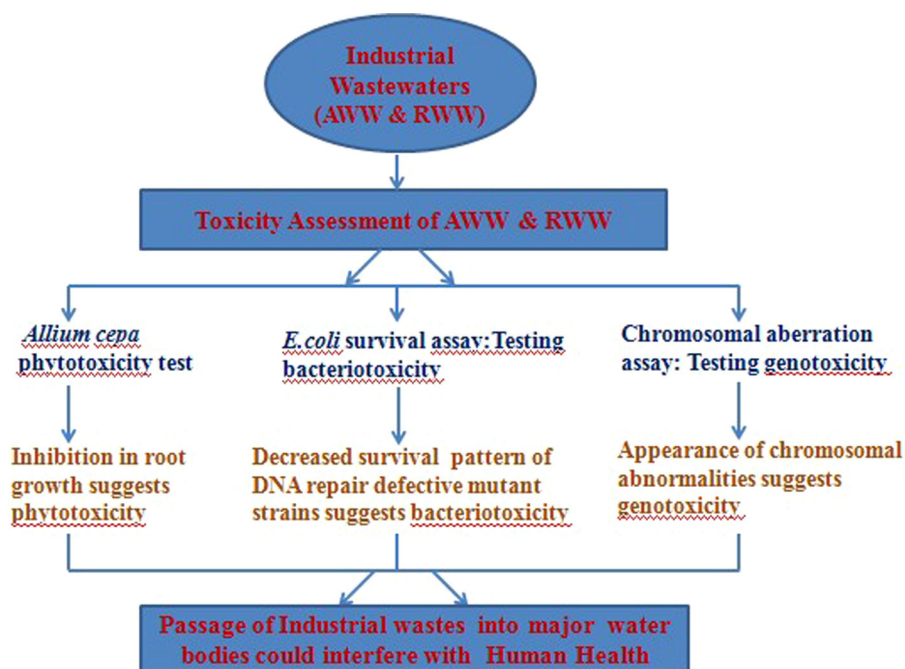 Industrial
Wastewaters
(AWW & RWW)
Toxicity Assessment of AWW & RWW
Allium cepa
phytotoxicity test
E.coli survival assay:Testing
bacteriotoxicity
Chromosomal aberration
assay: Testing genotoxicity
Inhibition in root
growth suggests
phytotoxicity
Decreased survival pattern of
DNA repair defective mutant
strains suggests bacteriotoxicity
Appearance of chromosomal
abnormalities suggests
genotoxicity
Passage of Industrial wastes into major water
bodies could interfere with Human Health